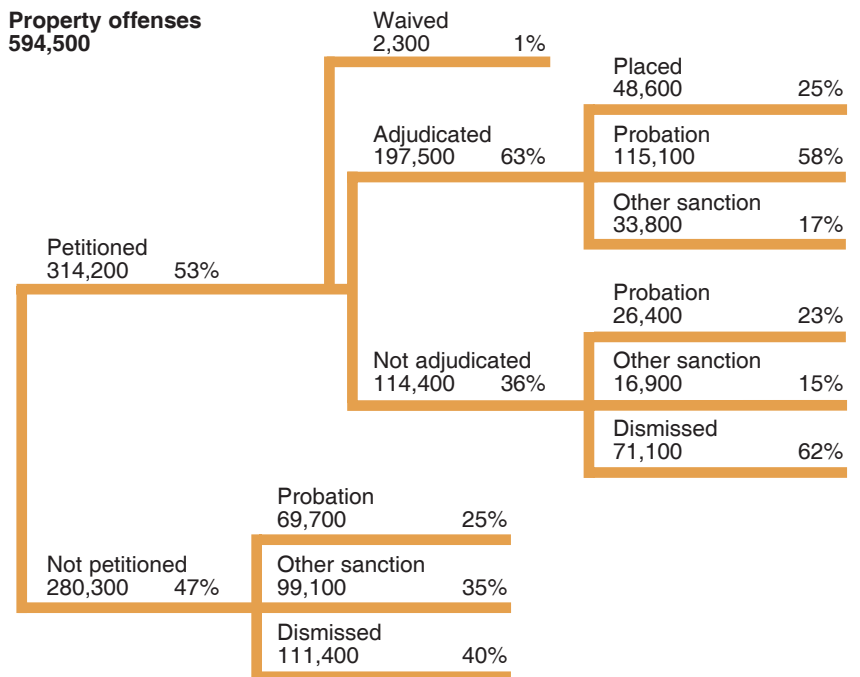 Property offenses
594,500
Waived
2,300 1%
Placed
48,600 25%
Adjudicated
197,500 63%
Probation
115,100 58%
Other sanction
33,800 17%
Petitioned
314,200 53%
Probation
26,400 23%
Not adjudicated
114,400 36%
Other sanction
16,900 15%
Dismissed
71,100 62%
Probation
69,700 25%
Not petitioned
280,300 47%
Other sanction
99,100 35%
Dismissed
111,400 40%